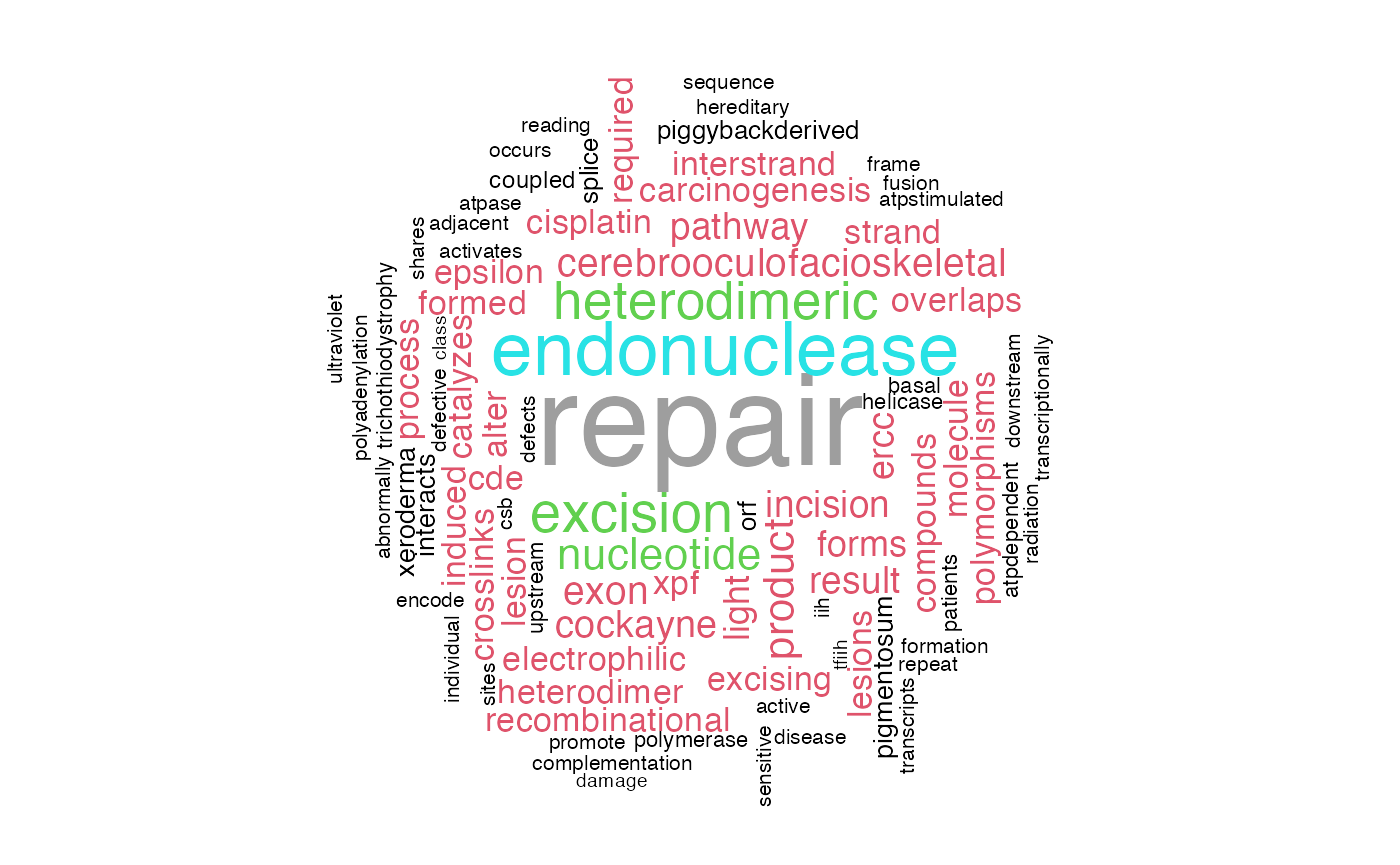 sequence
hereditary
reading
piggybackderived
required
occurs
splice
interstrand
frame
coupled
carcinogenesis
fusion
atpase
atpstimulated
adjacent
cisplatin
pathway
strand
shares
activates
epsilon
cerebrooculofacioskeletal
formed
heterodimeric
overlaps
ultraviolet
polyadenylation
trichothiodystrophy
process
class
catalyzes
endonuclease
defective
alter
defects
repair
basal
helicase
ercc
molecule
polymorphisms
downstream
transcriptionally
abnormally
xeroderma
interacts
induced
cde
crosslinks
csb
excision
orf
incision
compounds
atpdependent
radiation
lesion
upstream
nucleotide
product
forms
exon
xpf
light
result
iih
patients
encode
individual
cockayne
tfiih
lesions
pigmentosum
formation
repeat
electrophilic
sites
heterodimer
excising
transcripts
recombinational
active
promote
polymerase
sensitive
disease
complementation
damage